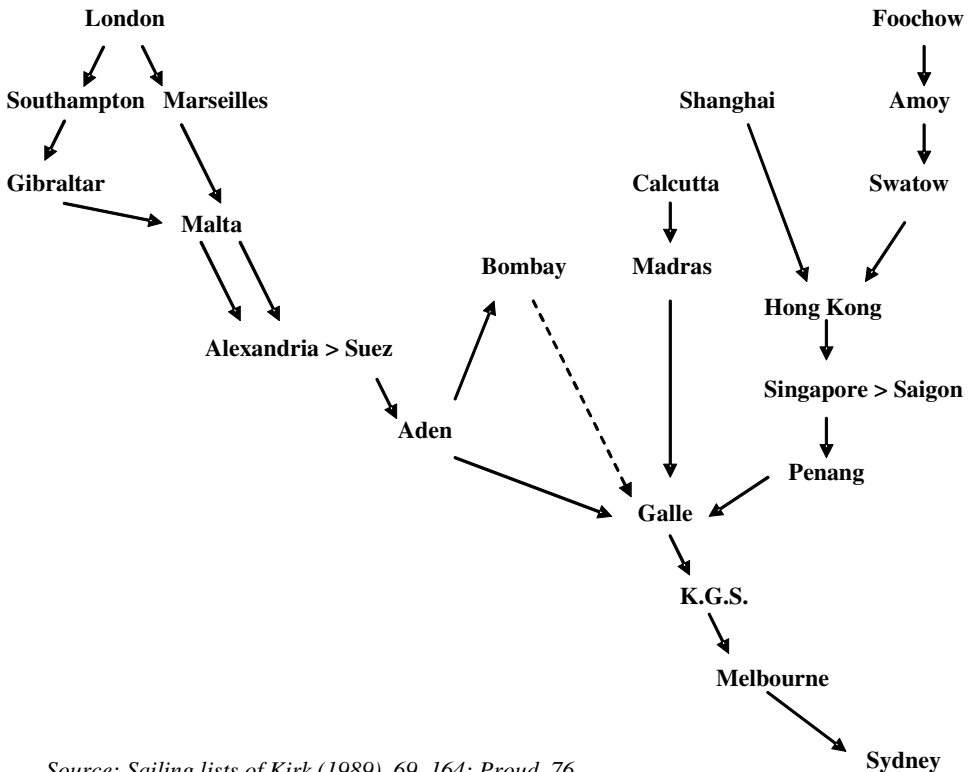 London
Foochow
Southampton
Marseilles
Shanghai
Amoy
Gibraltar
Calcutta
Swatow
Malta
Bombay
Madras
Hong Kong
Alexandria > Suez
Singapore > Saigon
Aden
Penang
Galle
K.G.S.
Melbourne
Sydney
Source: Sailing lists of Kirk (1989), 69, 164; Proud, 76